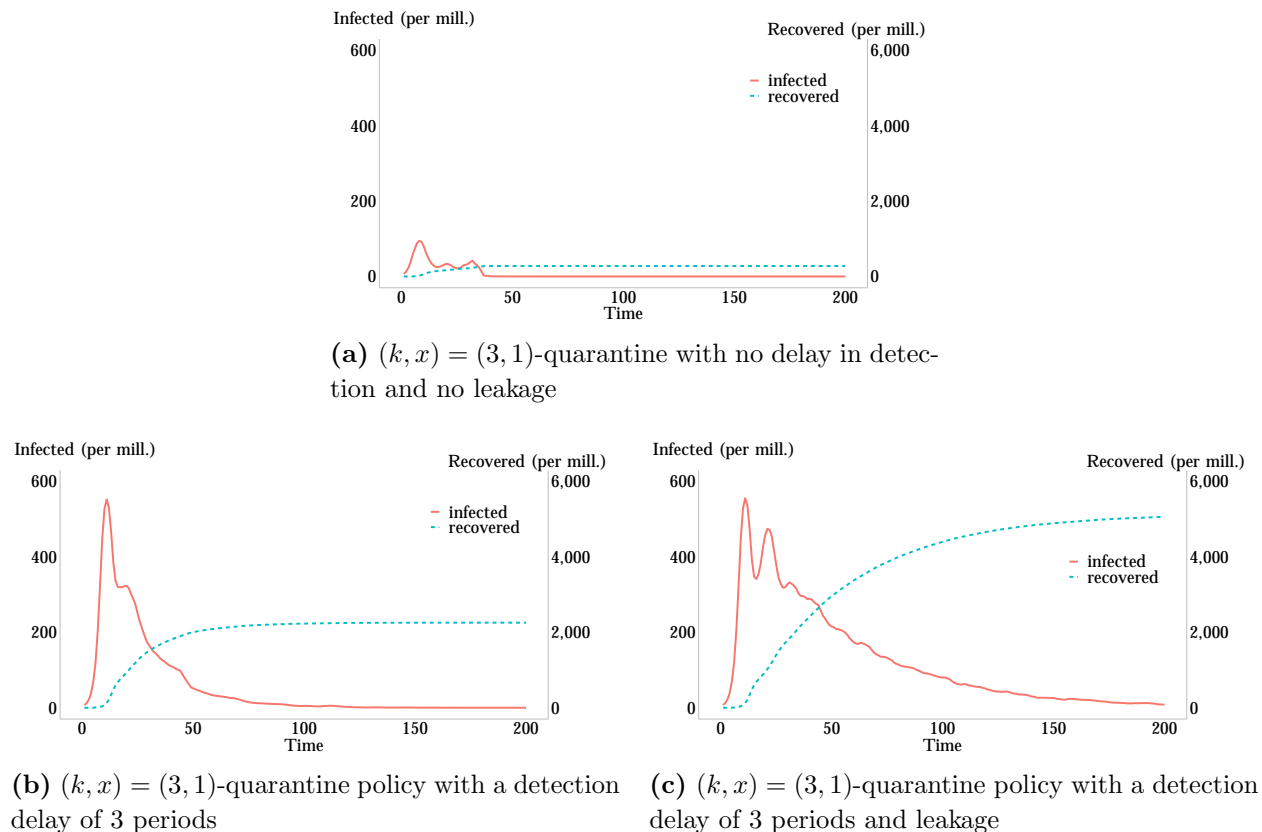 Infected (per mill.)
Recovered (per mill.)
600
6,000
infected
recovered
400
4,000
200
2,000
0
0
0
50
100
150
200
Time
(a) (k, x) = (3, 1)-quarantine with no delay in detec-
tion and no leakage
Infected (per mill.)
Recovered (per mill.)
600
6,000
infected
recovered
400
4,000
200
2,000
0
0
0
50
100
150
200
Time
(b) (k, x) = (3, 1)-quarantine policy with a detection
delay of 3 periods
Infected (per mill.)
Recovered (per mill.)
600
6,000
infected
recovered
400
4,000
200
2,000
0
0
0
50
100
150
200
Time
(c) (k, x) = (3, 1)-quarantine policy with a detection
delay of 3 periods and leakage